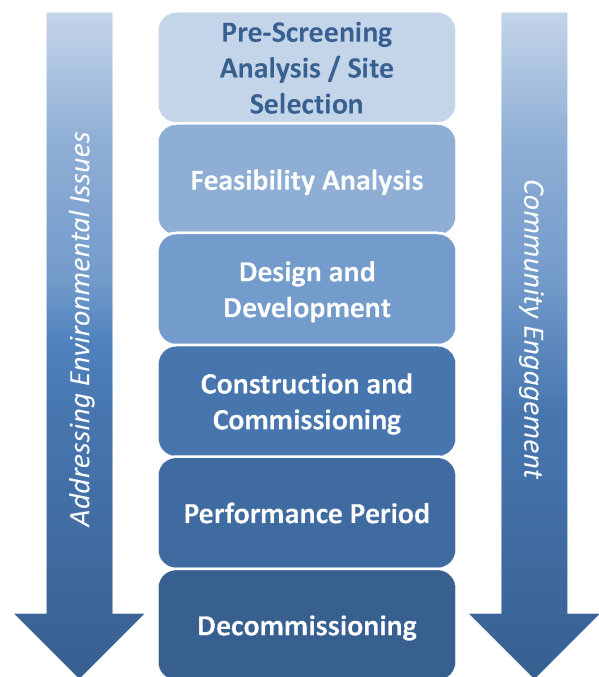 Pre-Screening
Analysis / Site
Selection
Feasibility Analysis
Design and
Development
Construction and
Commissioning
Performance Period
Decommissioning
Addressing Environmental Issues
Community Engagement